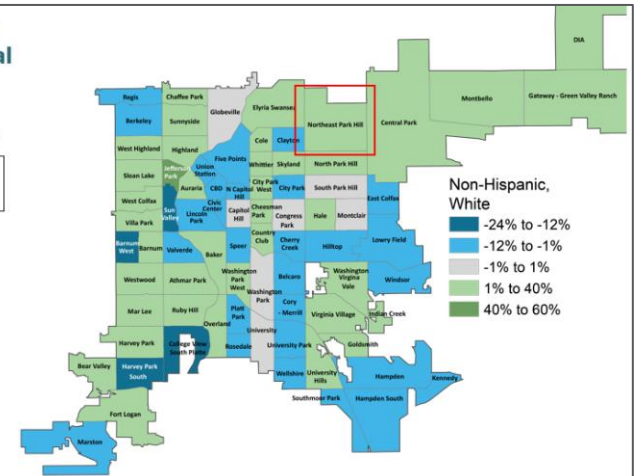 al
DIA
Montbello
Gateway - Green Valley Ranch
Central Park
Northeast Park Hill
Elyria Swansea
Globeville
Chaffee Park
Regis
Berkeley
Sunnyside
West Highland
Highland
Cole
Clayton
Five Points
Union
Station
Whittier
Skyland
North Park Hill
Sloan Lake
Jefferson
Park
Auraria
CBD
N Capitol
Hill
City Park
West
City Park
South Park Hill
East Colfax
West Colfax
Sun
Valley
Lincoln
Park
Civic
Center
Capitol
Hill
Cheesman
Park
Congress
Park
Hale
Montclair
Villa Park
Barnum
West
Barnum
Valverde
Baker
Speer
Country
Club
Cherry
Creek
Hilltop
Lowry Field
Westwood
Athmar Park
Washington
Park
West
Washington
Park
Belcaro
Washington
Virgina
Vale
Windsor
Mar Lee
Ruby Hill
Overland
Platt
Park
Cory
- Merrill
Virginia Village
Indian Creek
Harvey Park
College View
South Platte
Rosedale
University
University Park
Goldsmith
Bear Valley
Harvey Park
South
Wellshire
University
Hills
Hampden
Kennedy
Southmoor Park
Hampden South
Fort Logan
Marston
Non-Hispanic,
White
-24% to -12%
-12% to -1%
-1% to 1%
1% to 40%
40% to 60%